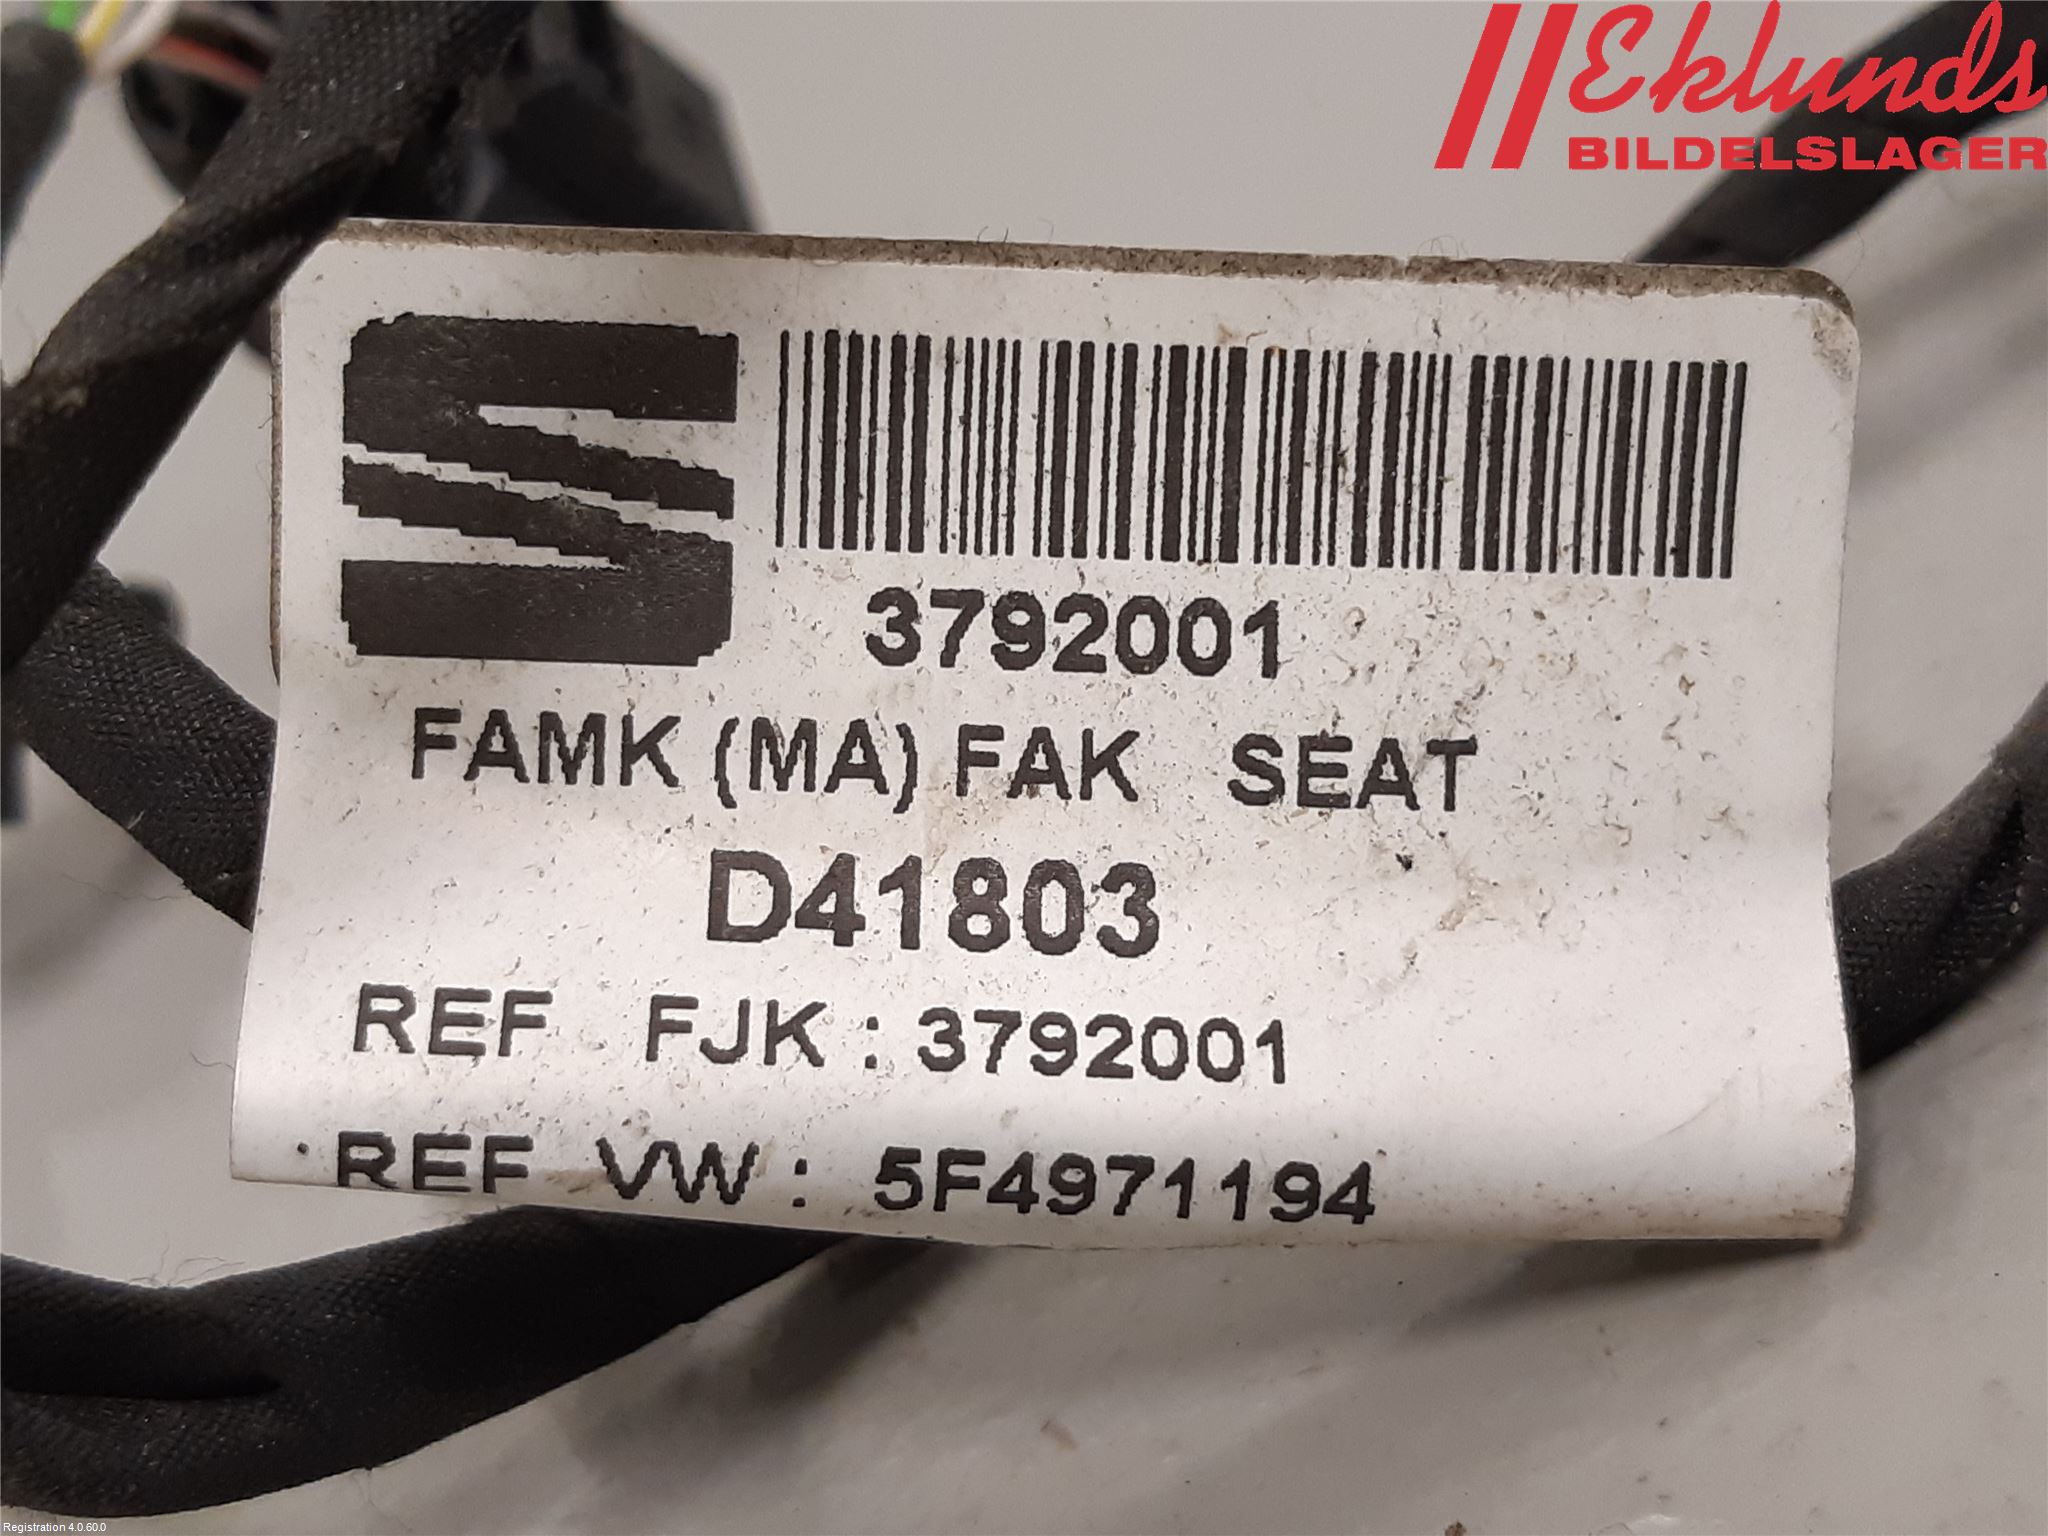 Eklunds
BILDELSLAGER
3792001
FAMK (MA) FAK SEAT
D41803
REF FJK : 3792001
REF VW : 5F4971194
Registration 4.0.60.0